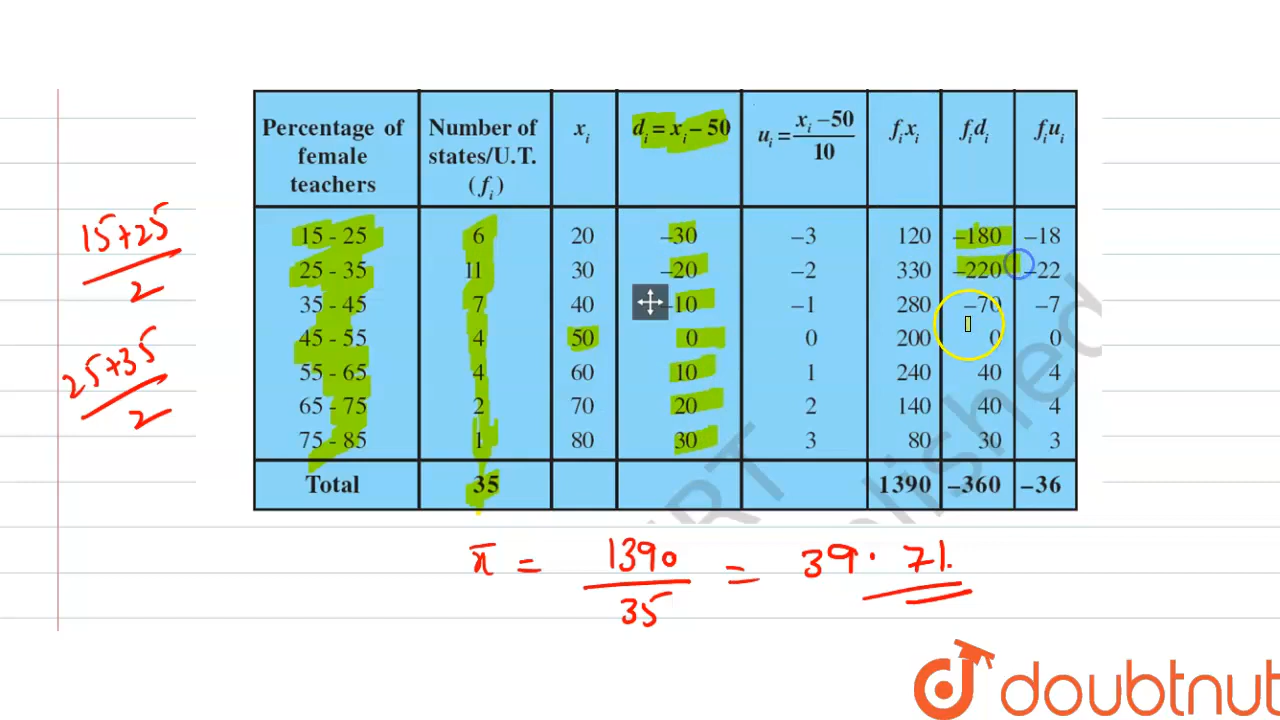 Percentage of female teachers | Number of states/U.T. (fᵢ) | xᵢ | dᵢ = xᵢ – 50 | uᵢ = (xᵢ – 50)/10 | fᵢxᵢ | fᵢdᵢ | fᵢuᵢ
15 - 25 | 6 | 20 | –30 | –3 | 120 | –180 | –18
25 - 35 | 11 | 30 | –20 | –2 | 330 | –220 | –22
35 - 45 | 7 | 40 | –10 | –1 | 280 | –70 | –7
45 - 55 | 4 | 50 | 0 | 0 | 200 | 0 | 0
55 - 65 | 4 | 60 | 10 | 1 | 240 | 40 | 4
65 - 75 | 2 | 70 | 20 | 2 | 140 | 40 | 4
75 - 85 | 1 | 80 | 30 | 3 | 80 | 30 | 3
Total | 35 | | | | 1390 | –360 | –36
15+25
2
25+35
2
x̄ = 1390/35 = 39.71.
doubtnut